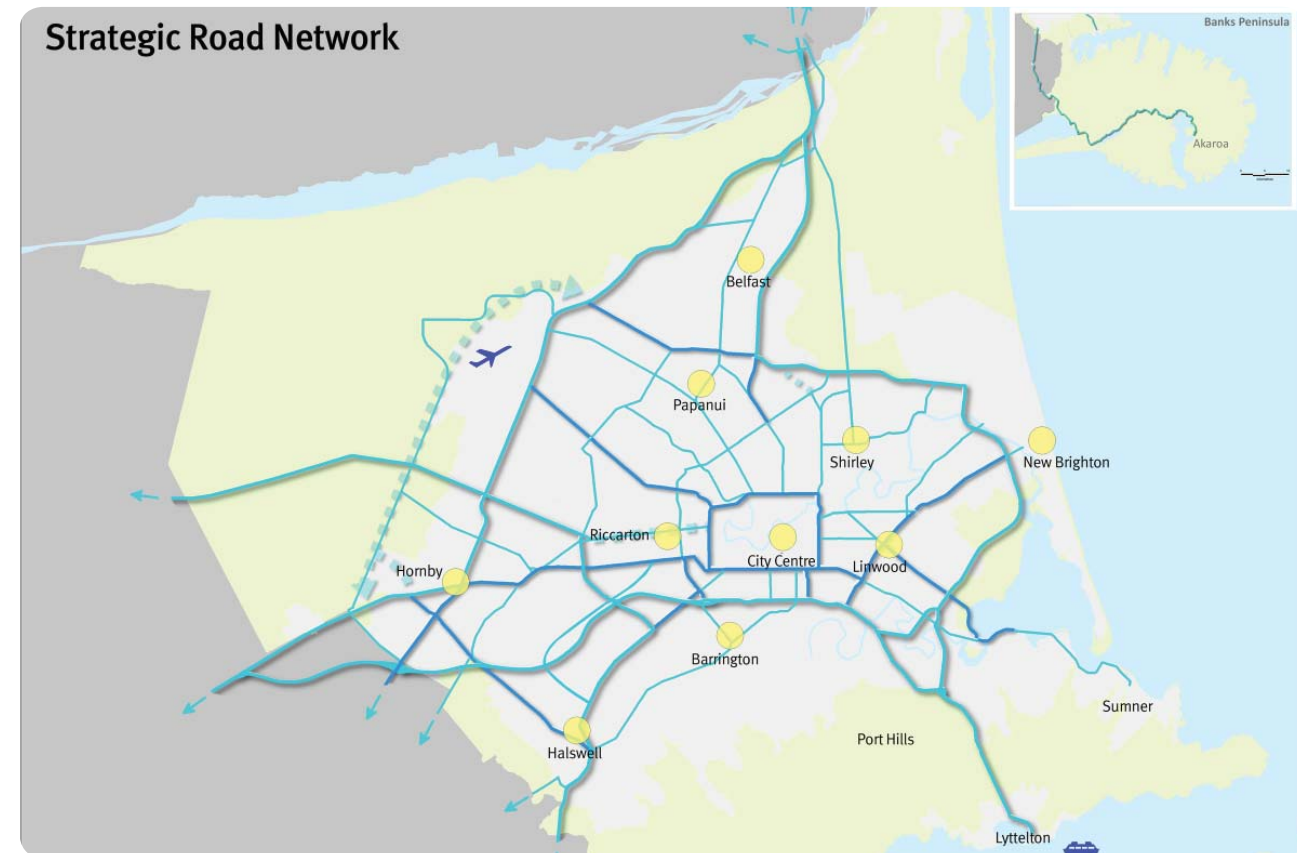 Strategic Road Network
Banks Peninsula
Akaroa
Belfast
Papanui
Shirley
New Brighton
Riccarton
City Centre
Linwood
Hornby
Barrington
Sumner
Port Hills
Halswell
Lyttelton